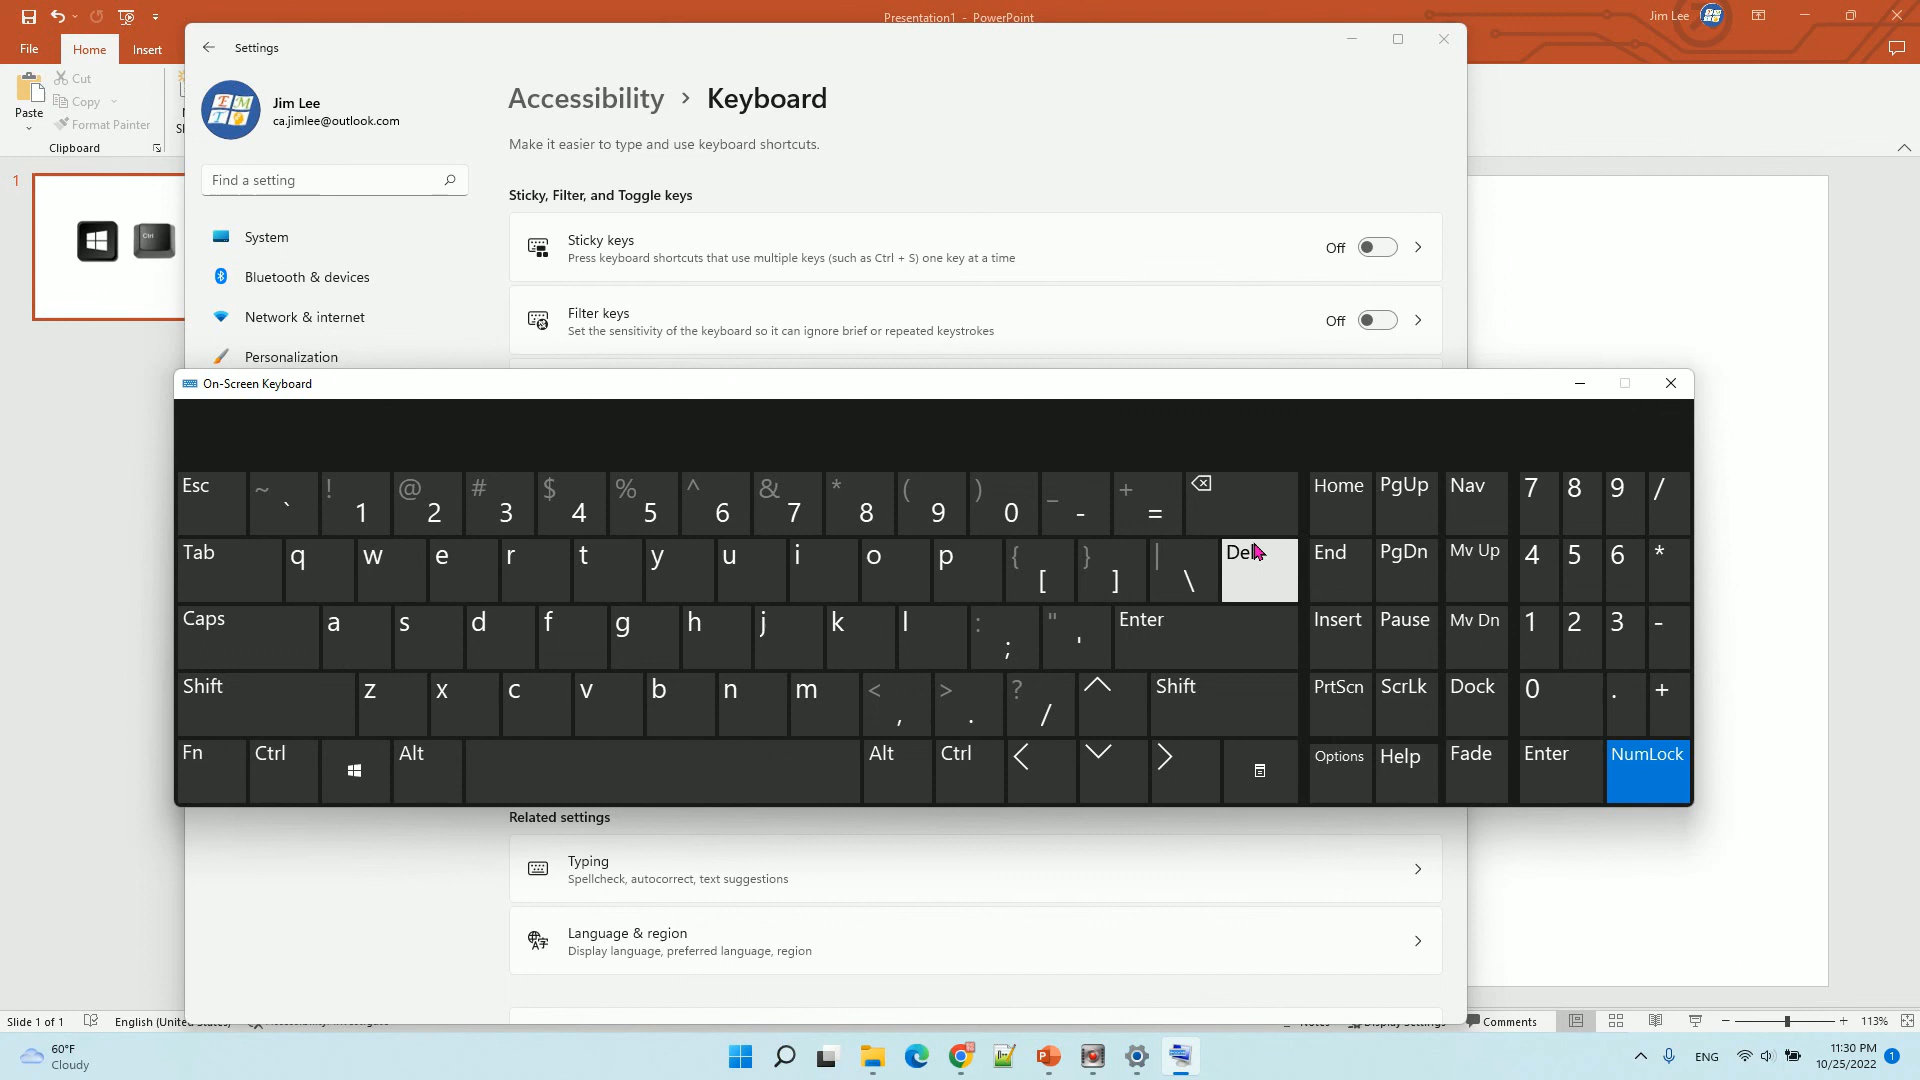 Presentation1 - PowerPoint
Jim Lee
File Home Insert
Settings
Paste
Cut
Copy
Format Painter
Clipboard
Jim Lee
ca.jimlee@outlook.com
Find a setting
System
Bluetooth & devices
Network & internet
Personalization
Accessibility > Keyboard
Make it easier to type and use keyboard shortcuts.
Sticky, Filter, and Toggle keys
Sticky keys
Press keyboard shortcuts that use multiple keys (such as Ctrl + S) one key at a time
Off
Filter keys
Set the sensitivity of the keyboard so it can ignore brief or repeated keystrokes
Off
1
Ctrl
On-Screen Keyboard
Esc ~ ` ! 1 @ 2 # 3 $ 4 % 5 ^ 6 & 7 * 8 ( 9 ) 0 _ - + = Home PgUp Nav 7 8 9 /
Tab q w e r t y u i o p { [ } ] | \ Del End PgDn Mv Up 4 5 6 *
Caps a s d f g h j k l : ; " ' Enter Insert Pause Mv Dn 1 2 3 -
Shift z x c v b n m < , > . ? / Shift PrtScn ScrLk Dock 0 . +
Fn Ctrl Alt Alt Ctrl Options Help Fade Enter NumLock
Related settings
Typing
Spellcheck, autocorrect, text suggestions
Language & region
Display language, preferred language, region
Slide 1 of 1 English (United States) Notes Display Settings Comments 113%
60°F
Cloudy
ENG
11:30 PM
10/25/2022
1